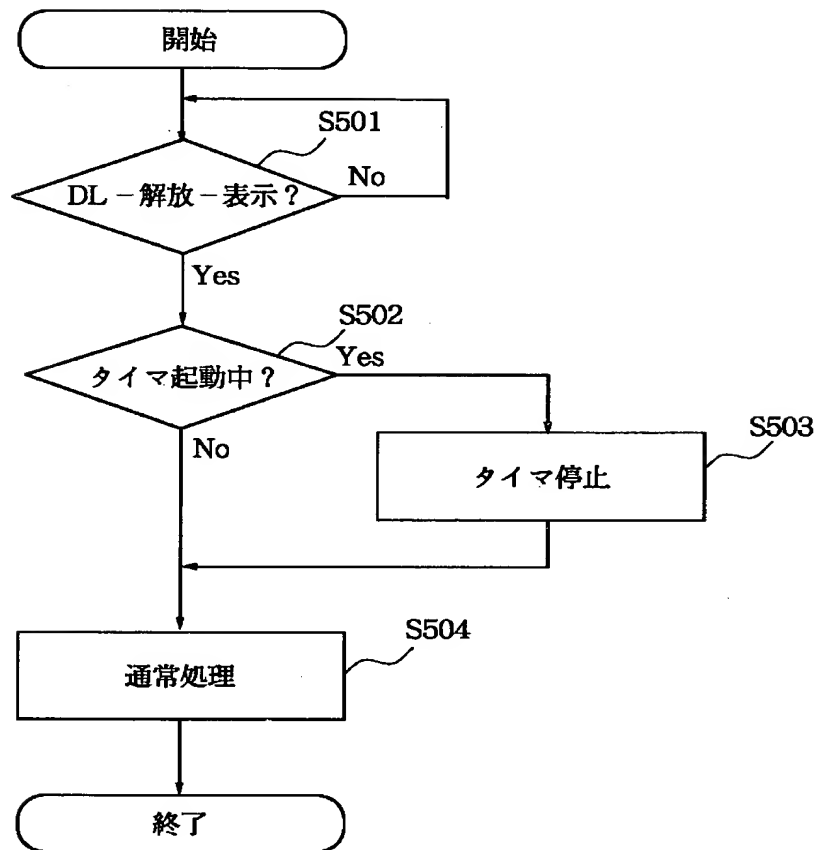 開始
S501
DL－解放－表示？
No
Yes
S502
タイマ起動中？
Yes
No
S503
タイマ停止
S504
通常処理
終了